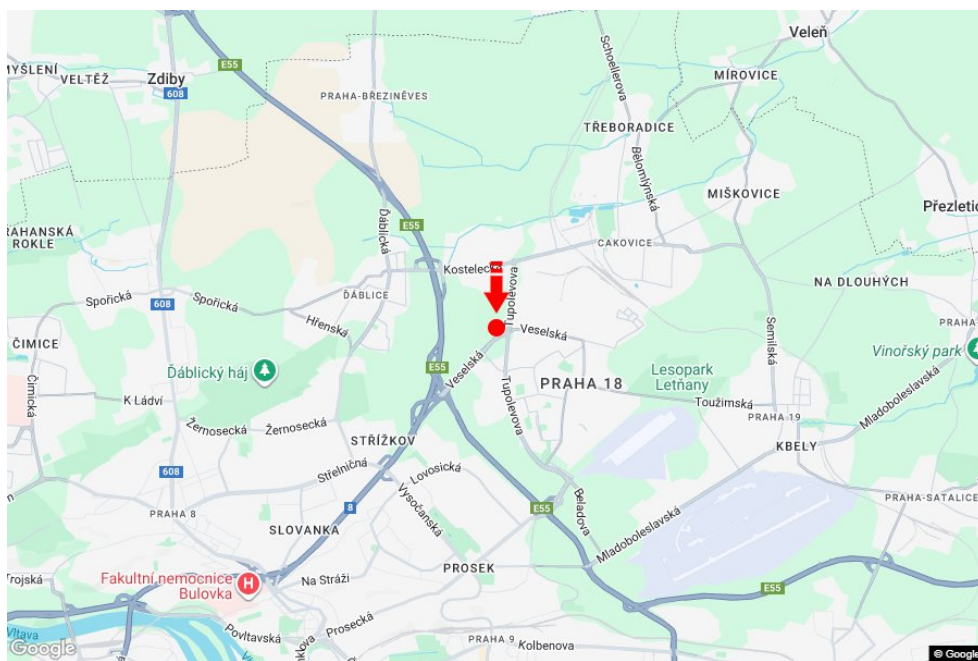 Veleň
E55
MYŠLENÍ
VELTĚŽ
Zdiby
608
MÍROVICE
PRAHA-BŘEZINĚVES
Schoellerova
TŘEBORADICE
Bělomlýnská
MIŠKOVICE
Přezletic
Ďáblická
E55
RAHANSKÁ
ROKLE
CAKOVICE
Kostelecká
NA DLOUHÝCH
ĎÁBLICE
Spořická
Spořická
608
Tupolevova
Hřenská
Veselská
Semilská
PRAHA
ČIMICE
Vinořský park
Ďáblický háj
E55
Veselská
Lesopark
Letňany
Čimická
PRAHA 18
K Ládví
Toužimská
Mladoboleslavská
Tupolevova
PRAHA 19
Žernosecká
Žernosecká
STŘÍŽKOV
KBELY
Střelničná
Lovosická
608
Vysočanská
Beladova
PRAHA-SATALICE
8
E55
PRAHA 8
SLOVANKA
Mladoboleslavská
PROSEK
Trojská
Fakultní nemocnice
Bulovka
H
Na Stráži
E55
Povltavská
Prosecká
Vltava
nkova
PRAHA 9
Kolbenova
Google
© Google